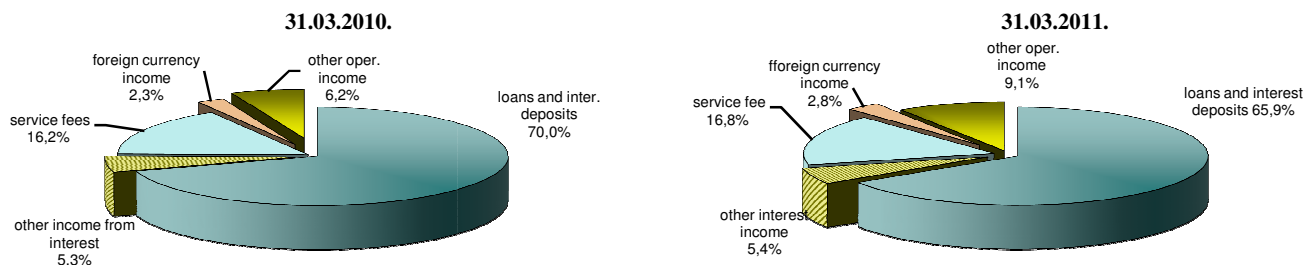 31.03.2010.
foreign currency
income
2,3%
other oper.
income
6,2%
loans and inter.
deposits
70,0%
service fees
16,2%
other income from
interest
5,3%
31.03.2011.
other oper.
income
9,1%
fforeign currency
income
2,8%
loans and interest
deposits 65,9%
service fee
16,8%
other interest
income
5,4%